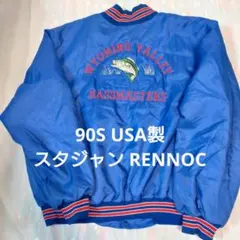 WYOMING VALLEY
BASSMASTERS
90S USA製
スタジャン RENNOC